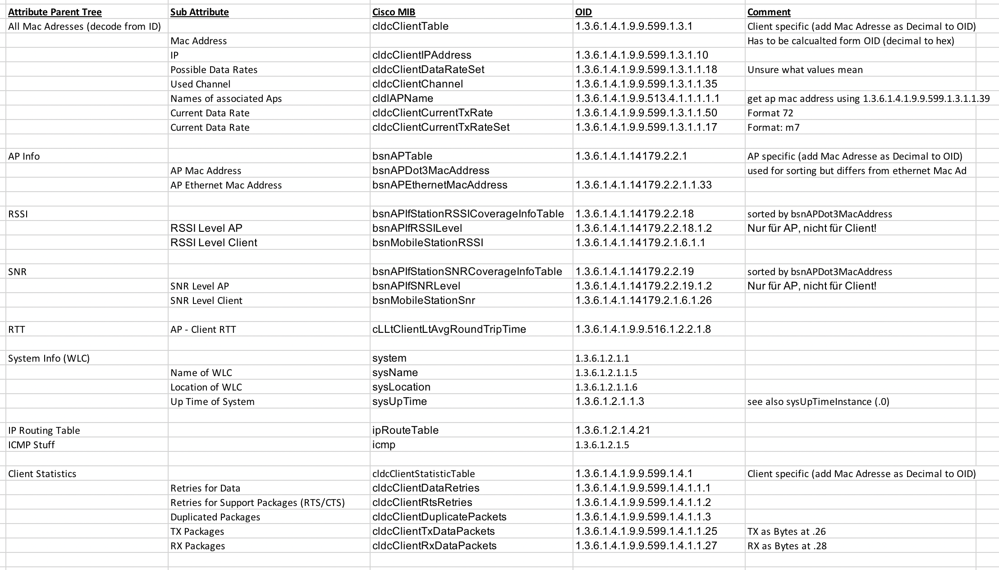 Attribute Parent Tree Sub Attribute Cisco MIB OID Comment
All Mac Adresses (decode from ID) cldcClientTable 1.3.6.1.4.1.9.9.599.1.3.1 Client specific (add Mac Adresse as Decimal to OID)
Mac Address Has to be calcualted form OID (decimal to hex)
IP cldcClientIPAddress 1.3.6.1.4.1.9.9.599.1.3.1.10
Possible Data Rates cldcClientDataRateSet 1.3.6.1.4.1.9.9.599.1.3.1.1.18 Unsure what values mean
Used Channel cldcClientChannel 1.3.6.1.4.1.9.9.599.1.3.1.1.35
Names of associated Aps cldlAPName 1.3.6.1.4.1.9.9.513.4.1.1.1.1.1 get ap mac address using 1.3.6.1.4.1.9.9.599.1.3.1.1.39
Current Data Rate cldcClientCurrentTxRate 1.3.6.1.4.1.9.9.599.1.3.1.1.50 Format 72
Current Data Rate cldcClientCurrentTxRateSet 1.3.6.1.4.1.9.9.599.1.3.1.1.17 Format: m7
AP Info bsnAPTable 1.3.6.1.4.1.14179.2.2.1 AP specific (add Mac Adresse as Decimal to OID)
AP Mac Address bsnAPDot3MacAddress used for sorting but differs from ethernet Mac Ad
AP Ethernet Mac Address bsnAPEthernetMacAddress 1.3.6.1.4.1.14179.2.2.1.1.33
RSSI bsnAPIfStationRSSICoverageInfoTable 1.3.6.1.4.1.14179.2.2.18 sorted by bsnAPDot3MacAddress
RSSI Level AP bsnAPIfRSSILevel 1.3.6.1.4.1.14179.2.2.18.1.2 Nur für AP, nicht für Client!
RSSI Level Client bsnMobileStationRSSI 1.3.6.1.4.1.14179.2.1.6.1.1
SNR bsnAPIfStationSNRCoverageInfoTable 1.3.6.1.4.1.14179.2.2.19 sorted by bsnAPDot3MacAddress
SNR Level AP bsnAPIfSNRLevel 1.3.6.1.4.1.14179.2.2.19.1.2 Nur für AP, nicht für Client!
SNR Level Client bsnMobileStationSnr 1.3.6.1.4.1.14179.2.1.6.1.26
RTT AP - Client RTT cLLtClientLtAvgRoundTripTime 1.3.6.1.4.1.9.9.516.1.2.2.1.8
System Info (WLC) system 1.3.6.1.2.1.1
Name of WLC sysName 1.3.6.1.2.1.1.5
Location of WLC sysLocation 1.3.6.1.2.1.1.6
Up Time of System sysUpTime 1.3.6.1.2.1.1.3 see also sysUpTimeInstance (.0)
IP Routing Table ipRouteTable 1.3.6.1.2.1.4.21
ICMP Stuff icmp 1.3.6.1.2.1.5
Client Statistics cldcClientStatisticTable 1.3.6.1.4.1.9.9.599.1.4.1 Client specific (add Mac Adresse as Decimal to OID)
Retries for Data cldcClientDataRetries 1.3.6.1.4.1.9.9.599.1.4.1.1.1
Retries for Support Packages (RTS/CTS) cldcClientRtsRetries 1.3.6.1.4.1.9.9.599.1.4.1.1.2
Duplicated Packages cldcClientDuplicatePackets 1.3.6.1.4.1.9.9.599.1.4.1.1.3
TX Packages cldcClientTxDataPackets 1.3.6.1.4.1.9.9.599.1.4.1.1.25 TX as Bytes at .26
RX Packages cldcClientRxDataPackets 1.3.6.1.4.1.9.9.599.1.4.1.1.27 RX as Bytes at .28